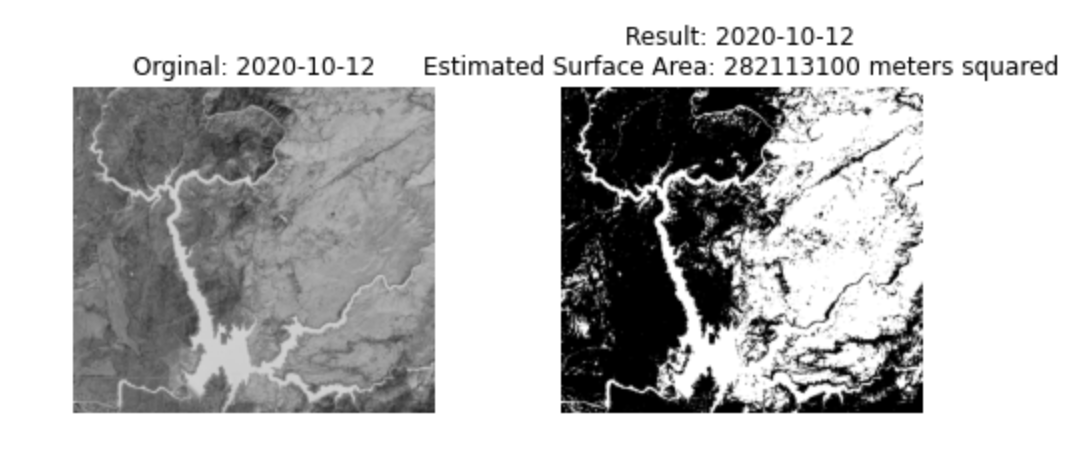 Orginal: 2020-10-12
Result: 2020-10-12
Estimated Surface Area: 282113100 meters squared